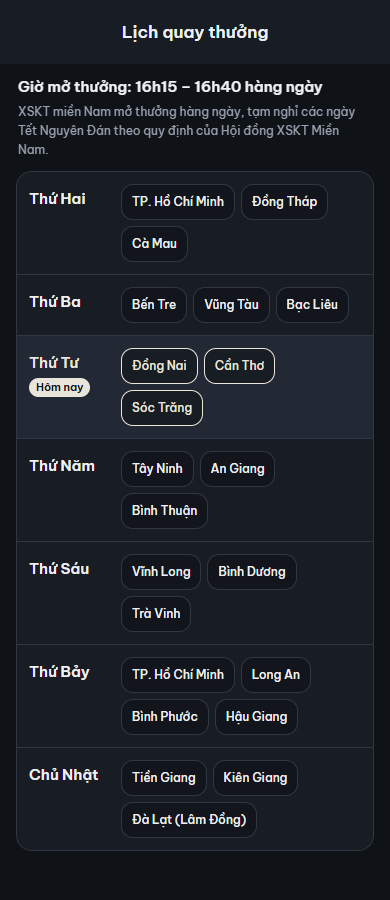 Lịch quay thưởng
Giờ mở thưởng: 16h15 – 16h40 hàng ngày
XSKT miền Nam mở thưởng hàng ngày, tạm nghỉ các ngày
Tết Nguyên Đán theo quy định của Hội đồng XSKT Miền
Nam.
Thứ Hai
TP. Hồ Chí Minh
Đồng Tháp
Cà Mau
Thứ Ba
Bến Tre
Vũng Tàu
Bạc Liêu
Thứ Tư
Hôm nay
Đồng Nai
Cần Thơ
Sóc Trăng
Thứ Năm
Tây Ninh
An Giang
Bình Thuận
Thứ Sáu
Vĩnh Long
Bình Dương
Trà Vinh
Thứ Bảy
TP. Hồ Chí Minh
Long An
Bình Phước
Hậu Giang
Chủ Nhật
Tiền Giang
Kiên Giang
Đà Lạt (Lâm Đồng)